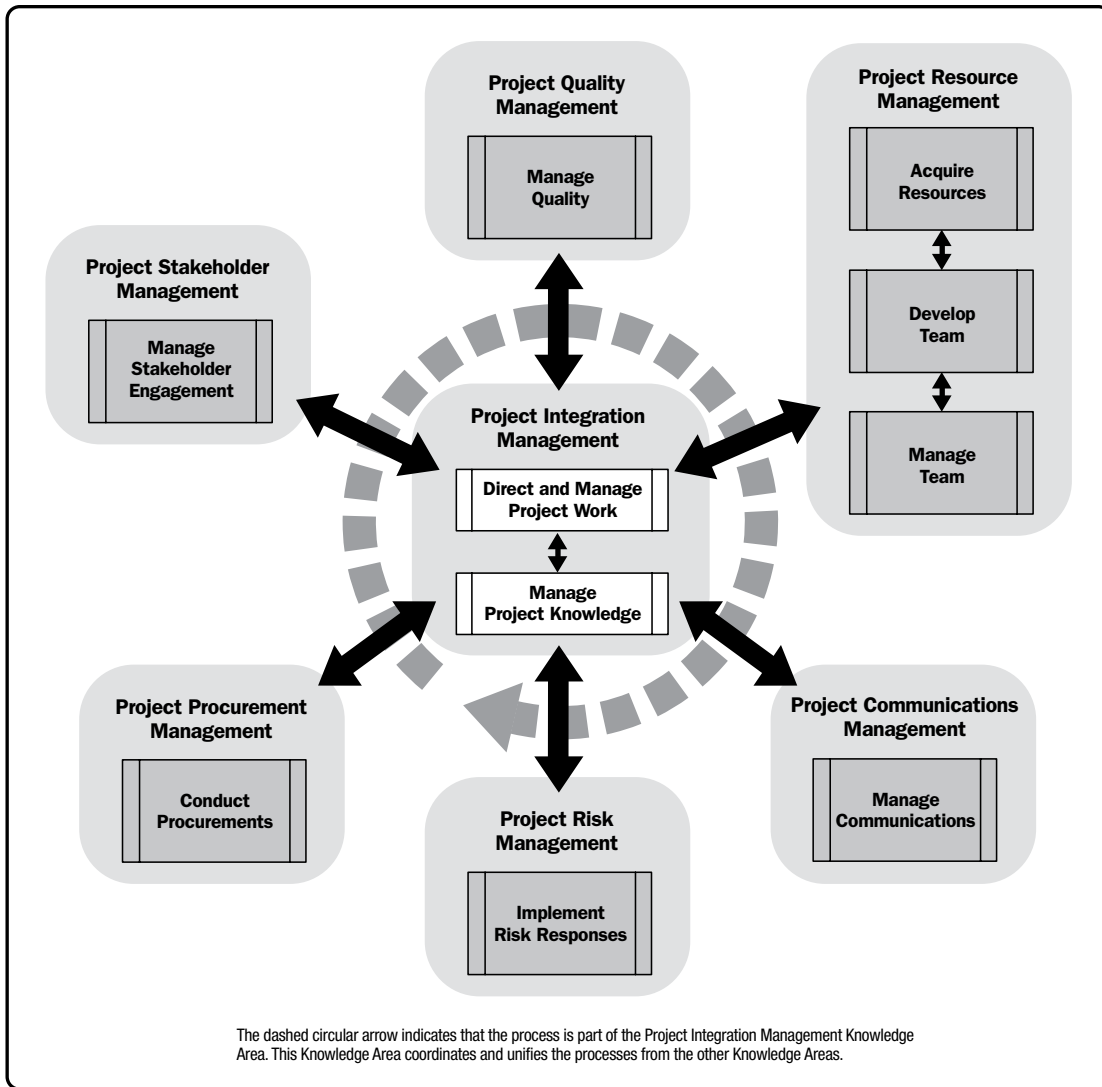 Project Quality
Management
Manage
Quality
Project Resource
Management
Acquire
Resources
Develop
Team
Manage
Team
Project Stakeholder
Management
Manage
Stakeholder
Engagement
Project Integration
Management
Direct and Manage
Project Work
Manage
Project Knowledge
Project Procurement
Management
Conduct
Procurements
Project Risk
Management
Implement
Risk Responses
Project Communications
Management
Manage
Communications
The dashed circular arrow indicates that the process is part of the Project Integration Management Knowledge
Area. This Knowledge Area coordinates and unifies the processes from the other Knowledge Areas.